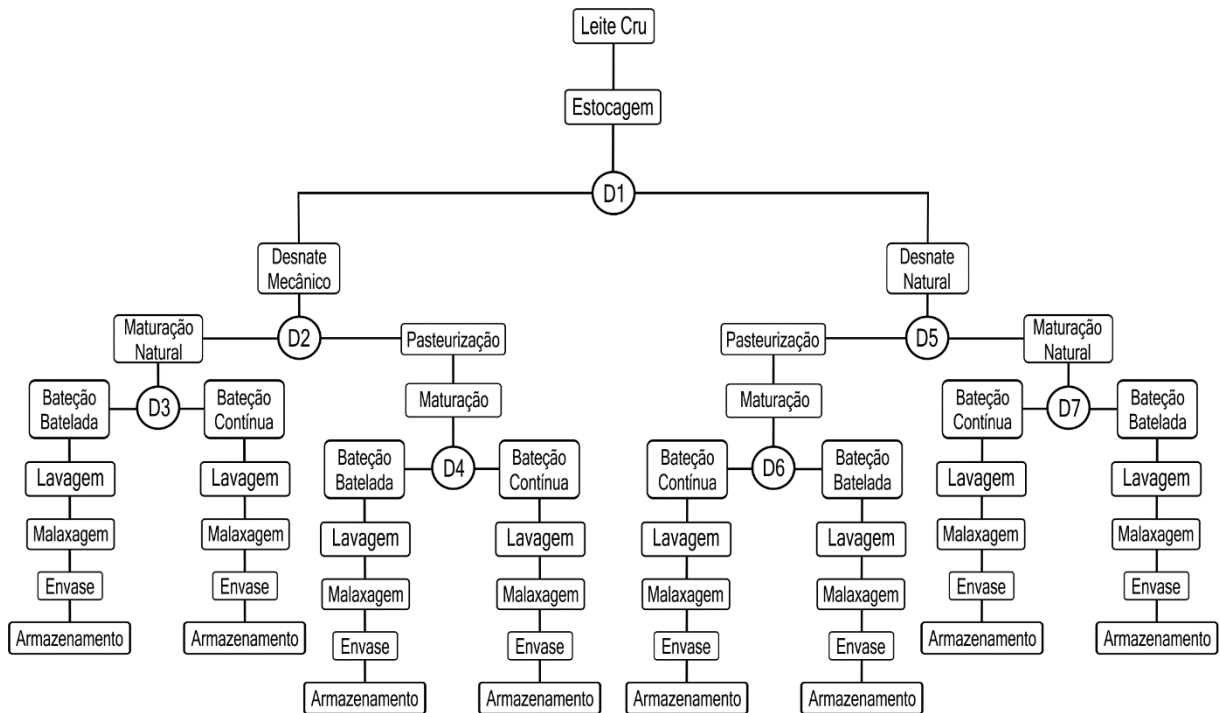 Leite Cru
Estocagem
D1
Desnate
Mecânico
Desnate
Natural
Maturação
Natural
D2
Pasteurização
Pasteurização
D5
Maturação
Natural
Bateção
Batelada
D3
Bateção
Contínua
Maturação
Maturação
Bateção
Contínua
D7
Bateção
Batelada
Bateção
Batelada
D4
Bateção
Contínua
Bateção
Contínua
D6
Bateção
Batelada
Lavagem
Lavagem
Lavagem
Lavagem
Malaxagem
Malaxagem
Lavagem
Lavagem
Lavagem
Lavagem
Malaxagem
Malaxagem
Envase
Envase
Malaxagem
Malaxagem
Malaxagem
Malaxagem
Envase
Envase
Armazenamento
Armazenamento
Envase
Envase
Envase
Envase
Armazenamento
Armazenamento
Armazenamento
Armazenamento
Armazenamento
Armazenamento